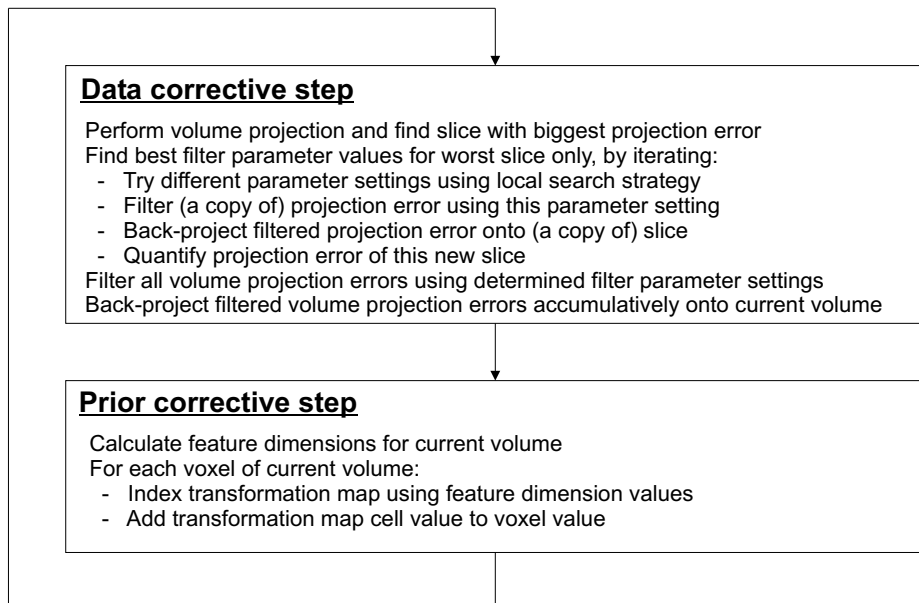 Data corrective step
Perform volume projection and find slice with biggest projection error
Find best filter parameter values for worst slice only, by iterating:
- Try different parameter settings using local search strategy
- Filter (a copy of) projection error using this parameter setting
- Back-project filtered projection error onto (a copy of) slice
- Quantify projection error of this new slice
Filter all volume projection errors using determined filter parameter settings
Back-project filtered volume projection errors accumulatively onto current volume
Prior corrective step
Calculate feature dimensions for current volume
For each voxel of current volume:
- Index transformation map using feature dimension values
- Add transformation map cell value to voxel value